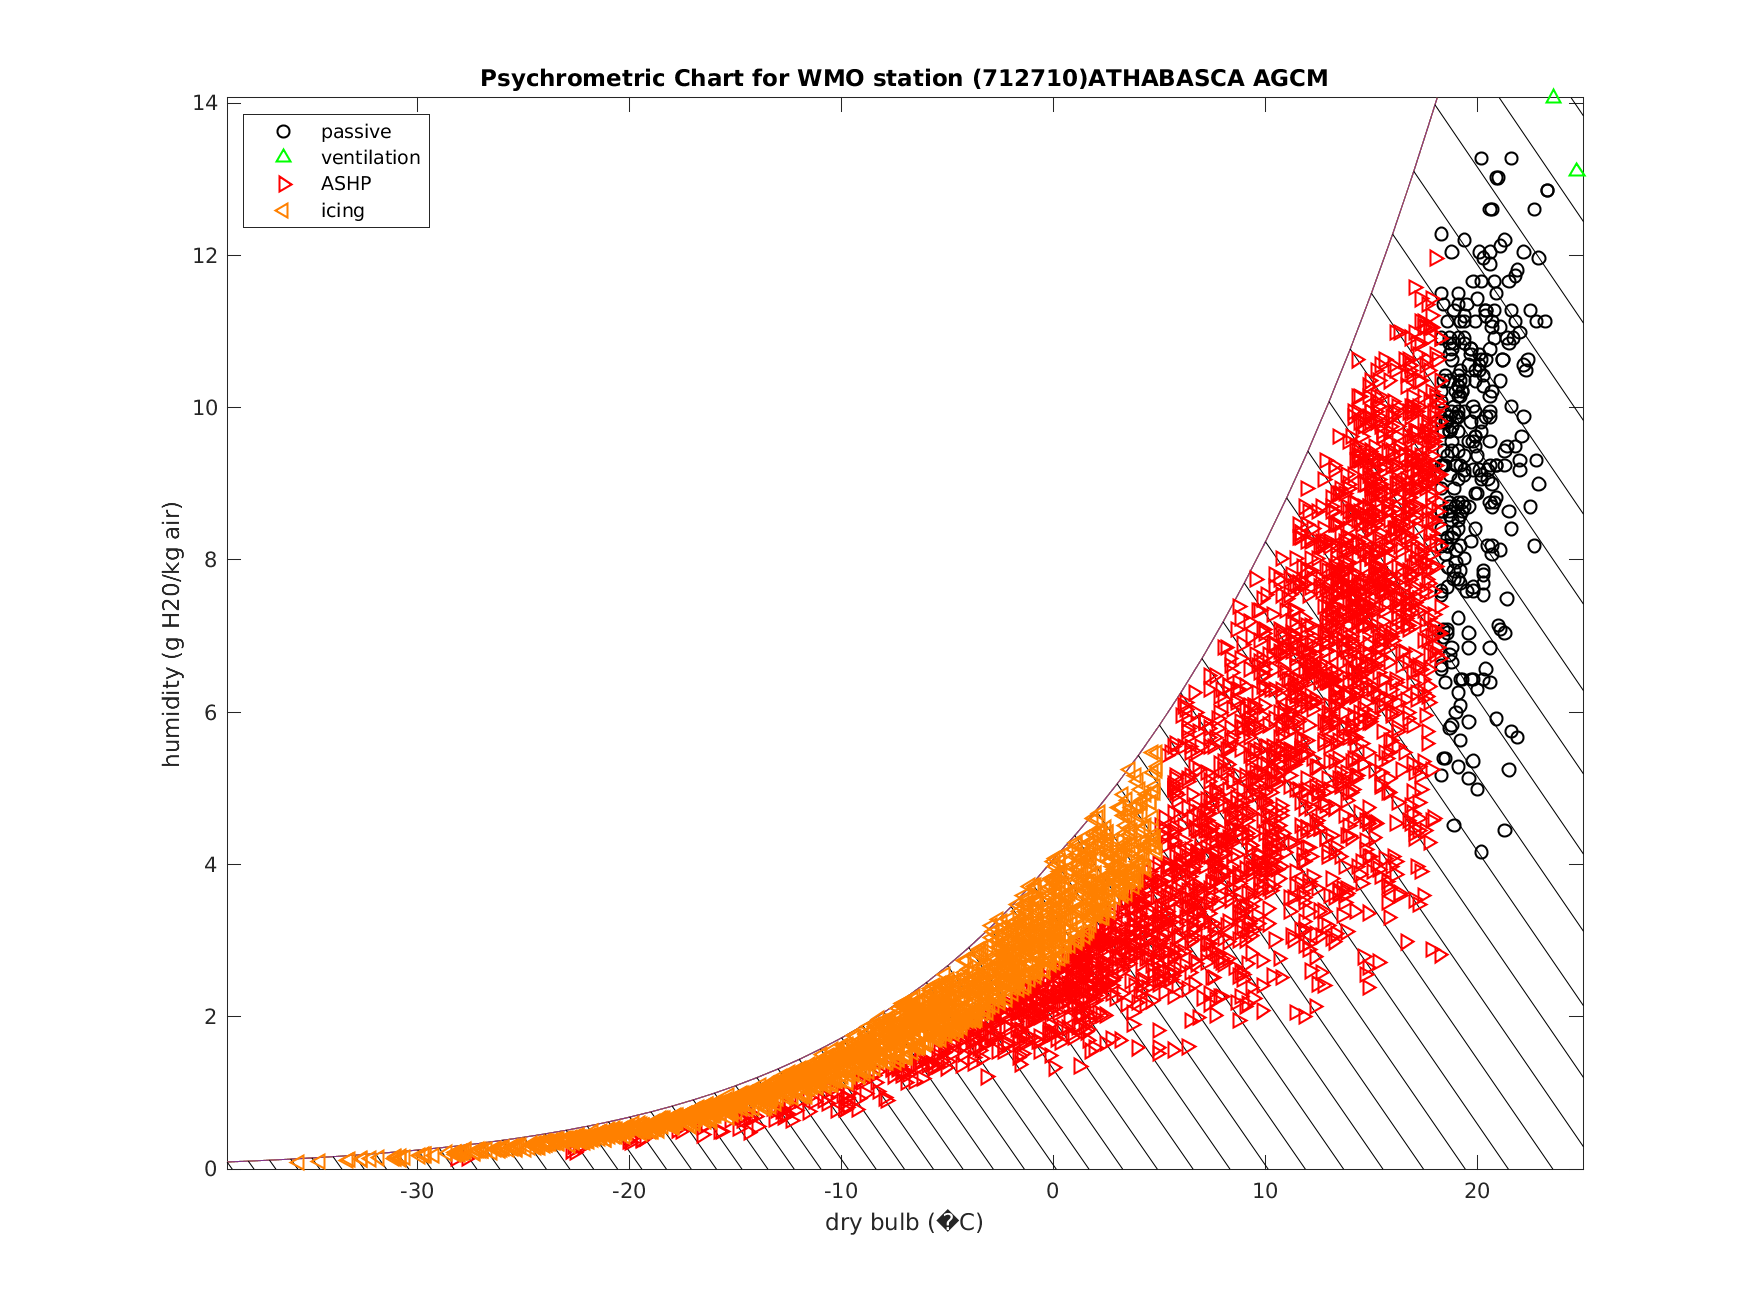 Psychrometric Chart for WMO station (712710)ATHABASCA AGCM
passive
ventilation
ASHP
icing
humidity (g H20/kg air)
14
12
10
8
6
4
2
0
-30 -20 -10 0 10 20
dry bulb (�C)